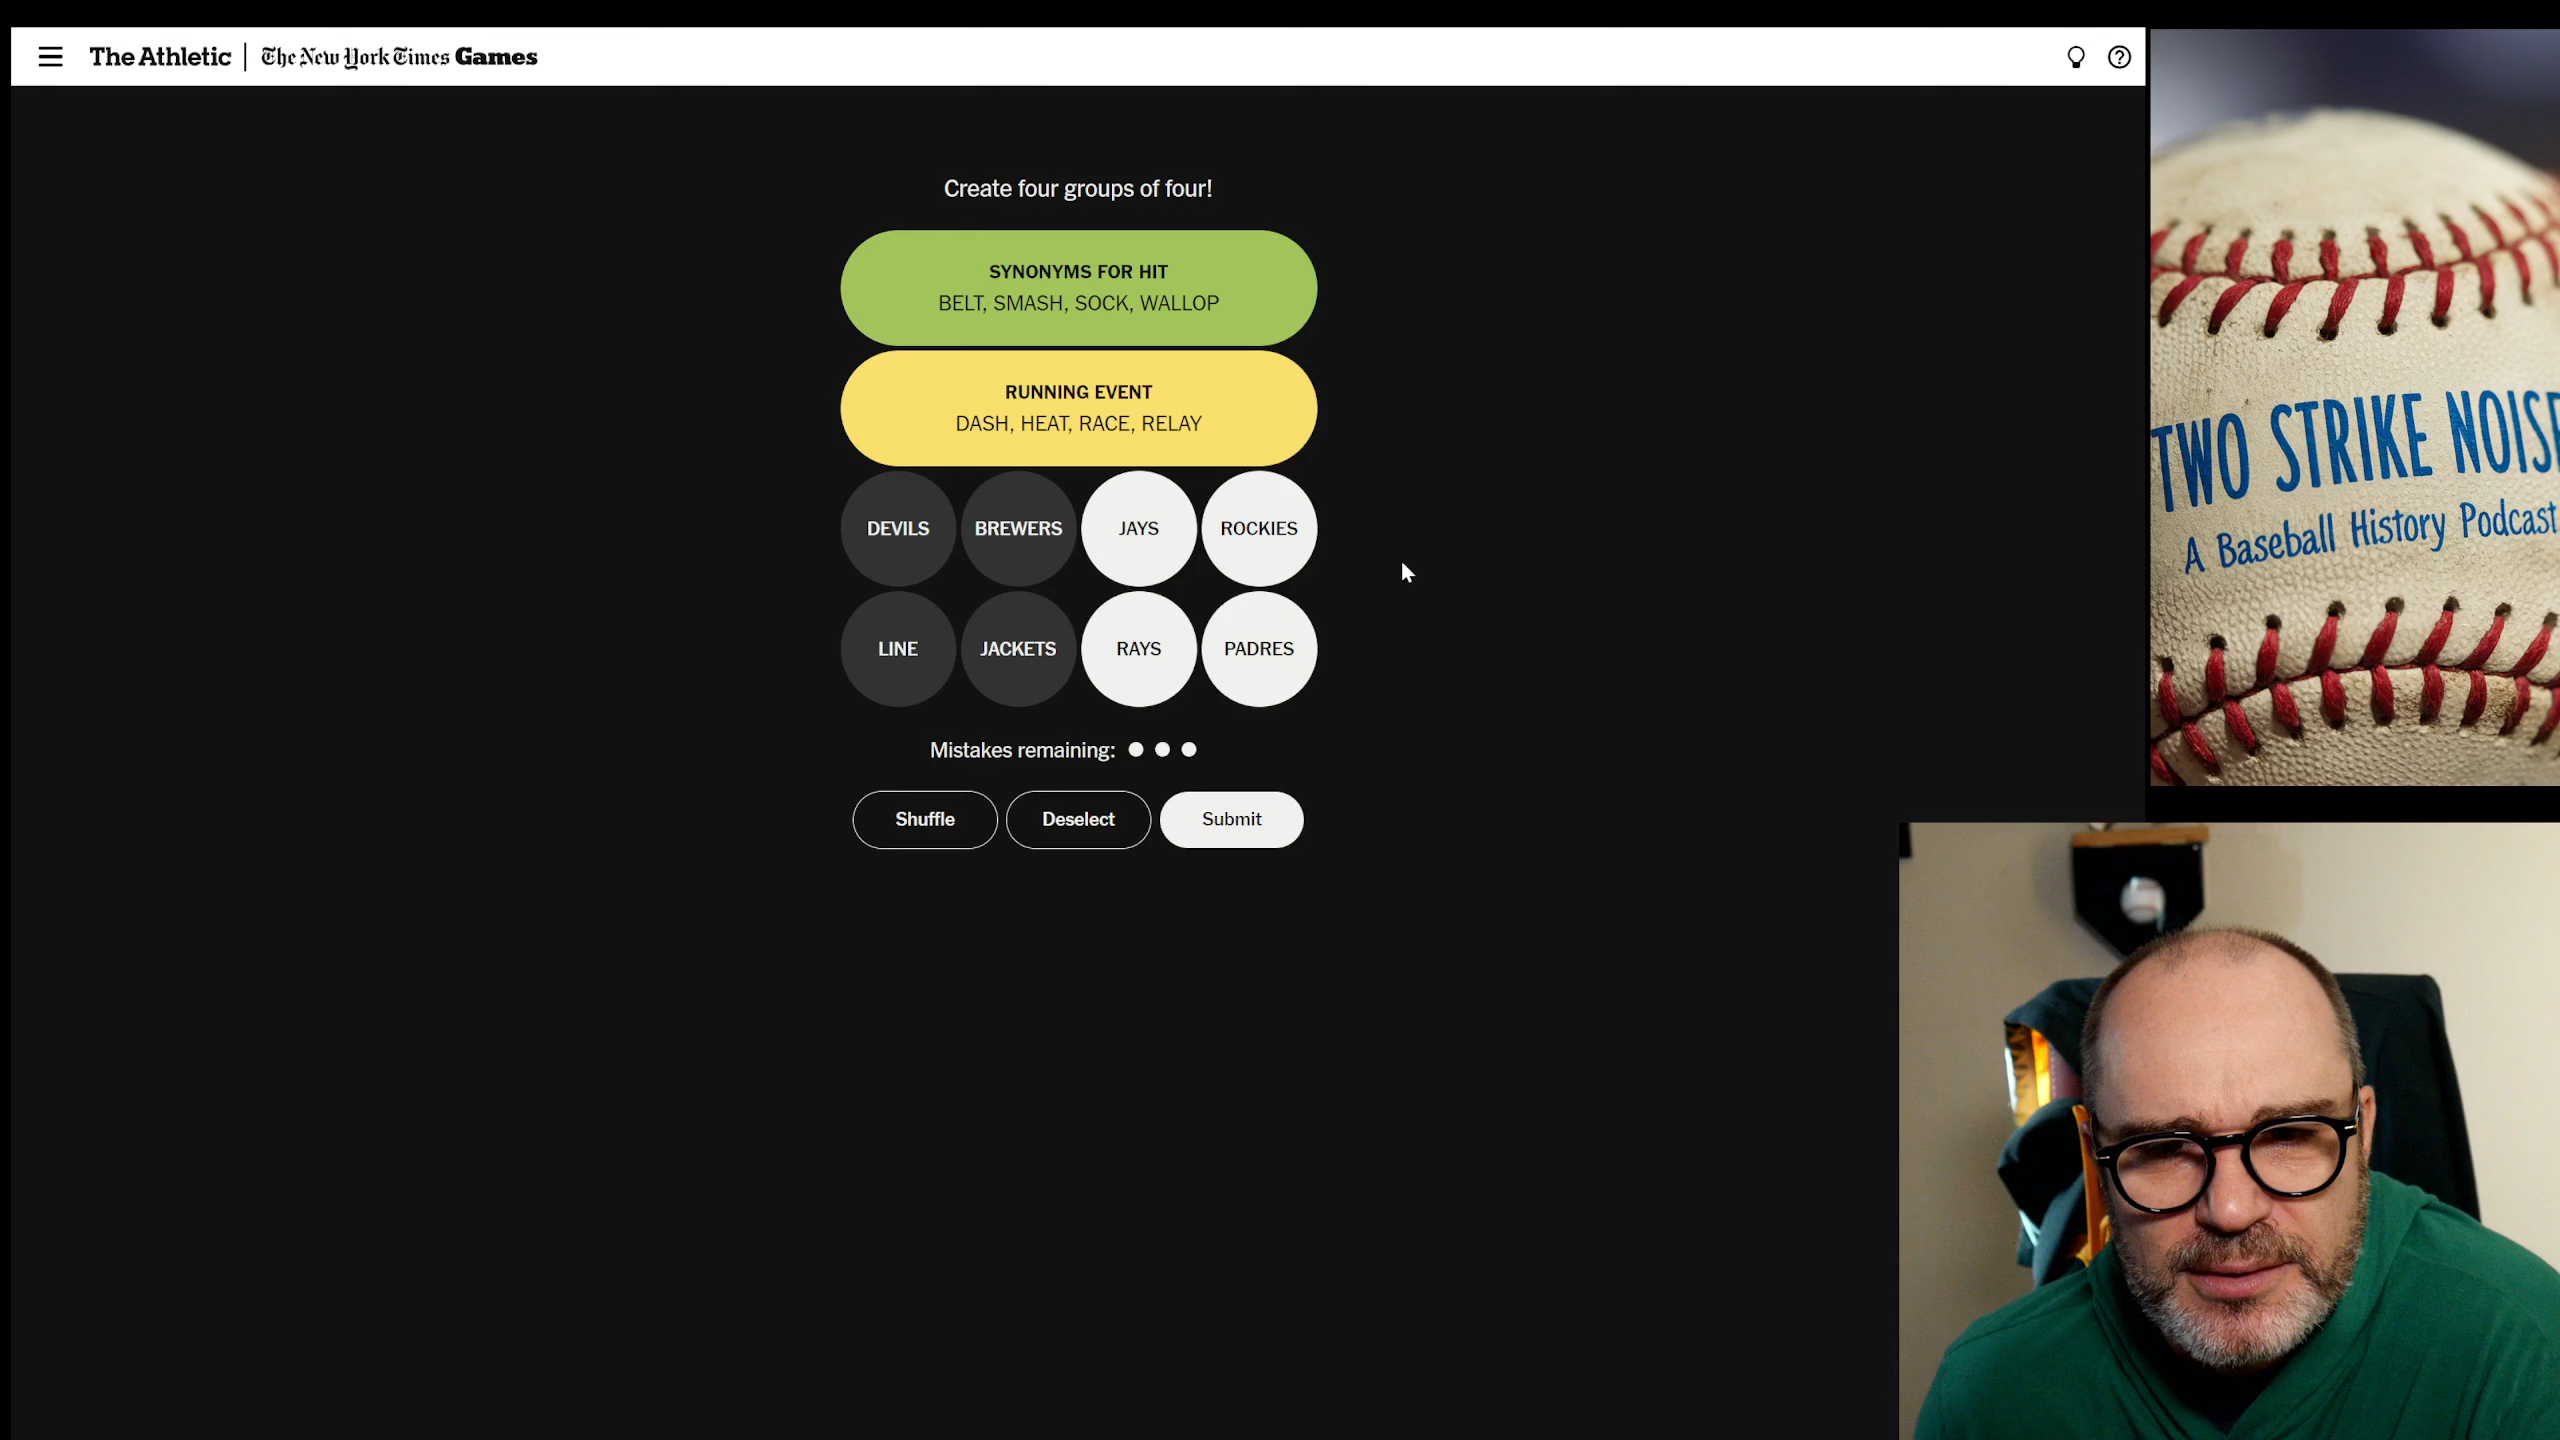 The Athletic | The New York Times Games
Create four groups of four!
SYNONYMS FOR HIT
BELT, SMASH, SOCK, WALLOP
RUNNING EVENT
DASH, HEAT, RACE, RELAY
DEVILS BREWERS JAYS ROCKIES
LINE JACKETS RAYS PADRES
Mistakes remaining:
Shuffle Deselect Submit
TWO STRIKE NOISE
A Baseball History Podcast